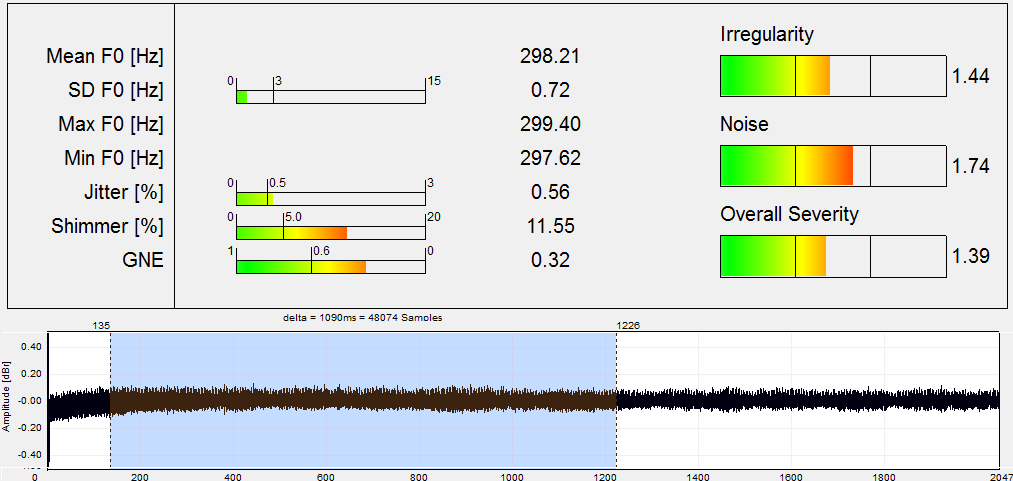 Irregularity
Mean F0 [Hz] 298.21
1.44
SD F0 [Hz] 0 3 15 0.72
Max F0 [Hz] 299.40
Noise
Min F0 [Hz] 297.62
1.74
Jitter [%] 0 0.5 3 0.56
Shimmer [%] 0 5.0 20 11.55
Overall Severity
GNE 1 0.6 0 0.32
1.39
delta = 1090ms = 48074 Samples
135 1226
0.40
0.20
-0.00
-0.20
-0.40
Amplitude [dBr]
0 200 400 600 800 1000 1200 1400 1600 1800 2047